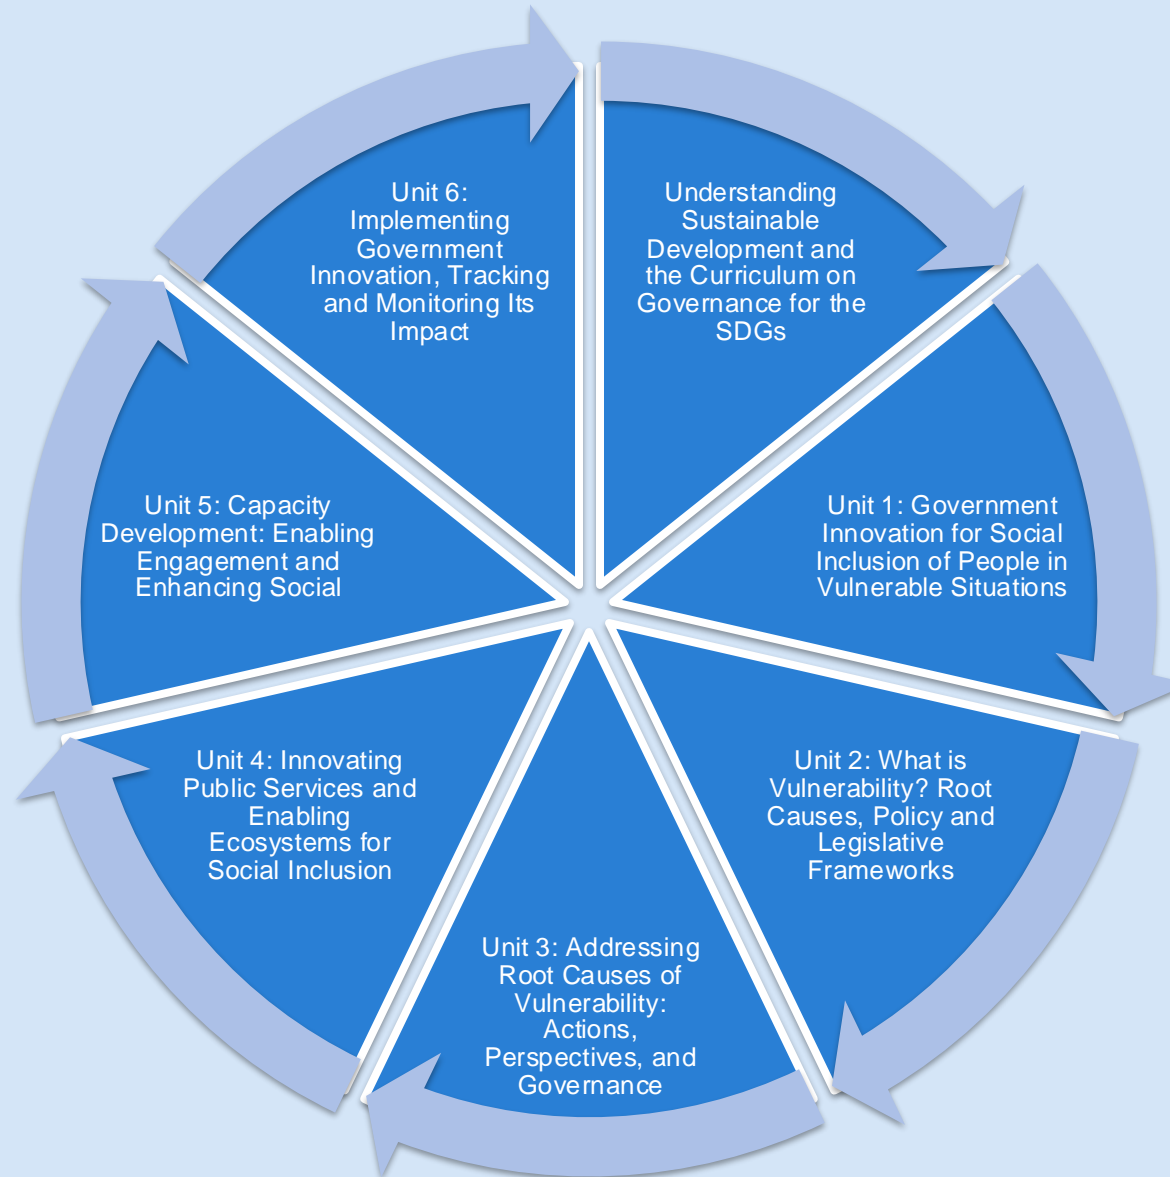 Understanding
Sustainable
Development and
the Curriculum on
Governance for the
SDGs
Unit 1: Government
Innovation for Social
Inclusion of People in
Vulnerable Situations
Unit 2: What is
Vulnerability? Root
Causes, Policy and
Legislative
Frameworks
Unit 3: Addressing
Root Causes of
Vulnerability:
Actions,
Perspectives, and
Governance
Unit 4: Innovating
Public Services and
Enabling
Ecosystems for
Social Inclusion
Unit 5: Capacity
Development: Enabling
Engagement and
Enhancing Social
Unit 6:
Implementing
Government
Innovation, Tracking
and Monitoring Its
Impact